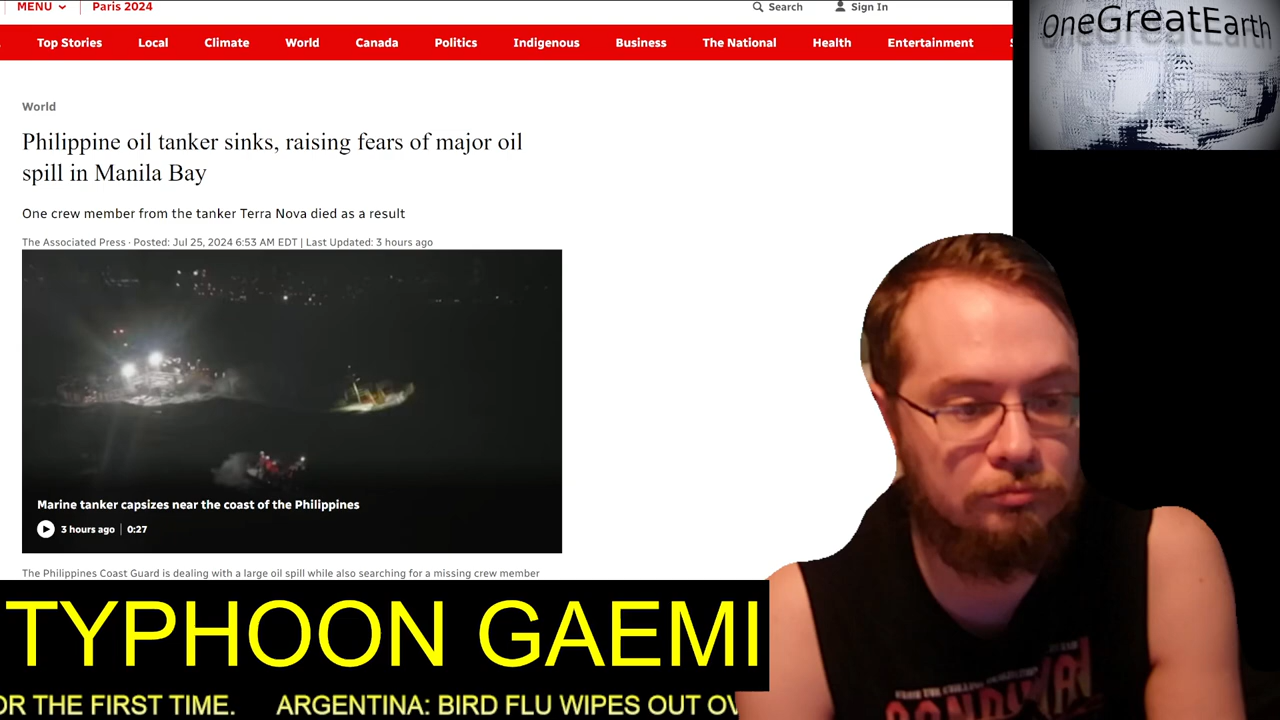 MENU
Paris 2024
Search
Sign In
Top Stories
Local
Climate
World
Canada
Politics
Indigenous
Business
The National
Health
Entertainment
OneGreatEarth
World
Philippine oil tanker sinks, raising fears of major oil
spill in Manila Bay
One crew member from the tanker Terra Nova died as a result
The Associated Press · Posted: Jul 25, 2024 6:53 AM EDT | Last Updated: 3 hours ago
Marine tanker capsizes near the coast of the Philippines
3 hours ago | 0:27
The Philippines Coast Guard is dealing with a large oil spill while also searching for a missing crew member
TYPHOON GAEMI
OR THE FIRST TIME. ARGENTINA: BIRD FLU WIPES OUT OV